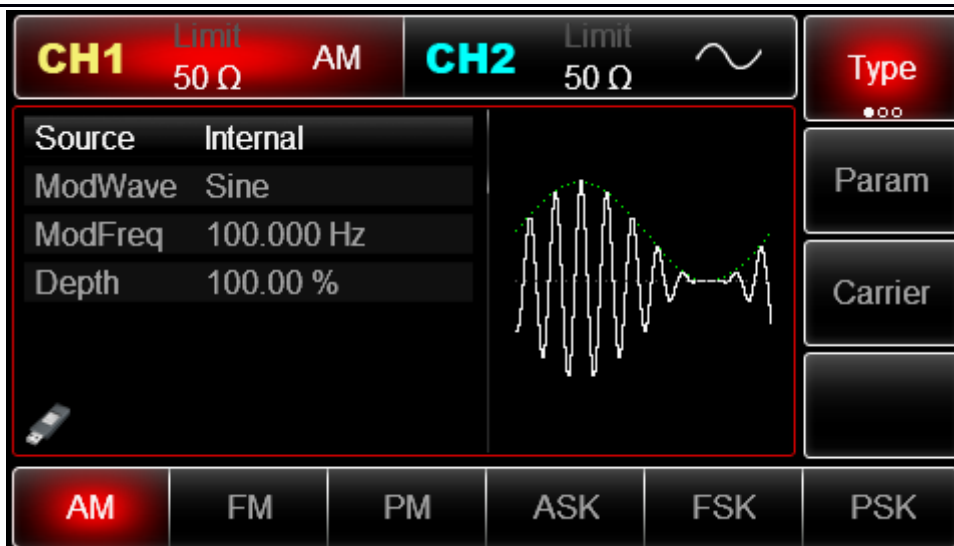 CH1 Limit 50 Ω AM
CH2 Limit 50 Ω
Type
Source Internal
ModWave Sine
ModFreq 100.000 Hz
Depth 100.00 %
Param
Carrier
AM FM PM ASK FSK PSK